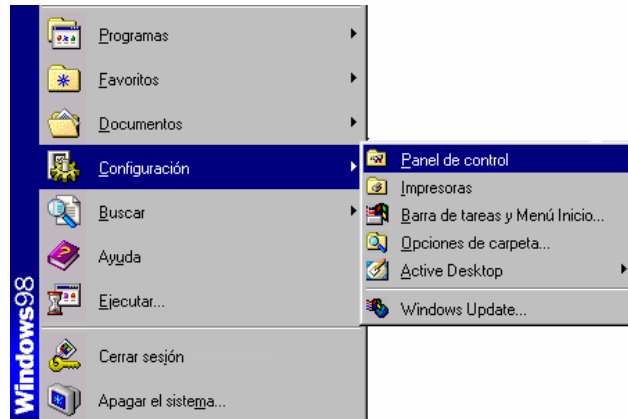 Programas
Favoritos
Documentos
Configuración
Buscar
Ayuda
Ejecutar...
Cerrar sesión
Apagar el sistema...
Windows98
Panel de control
Impresoras
Barra de tareas y Menú Inicio...
Opciones de carpeta...
Active Desktop
Windows Update...